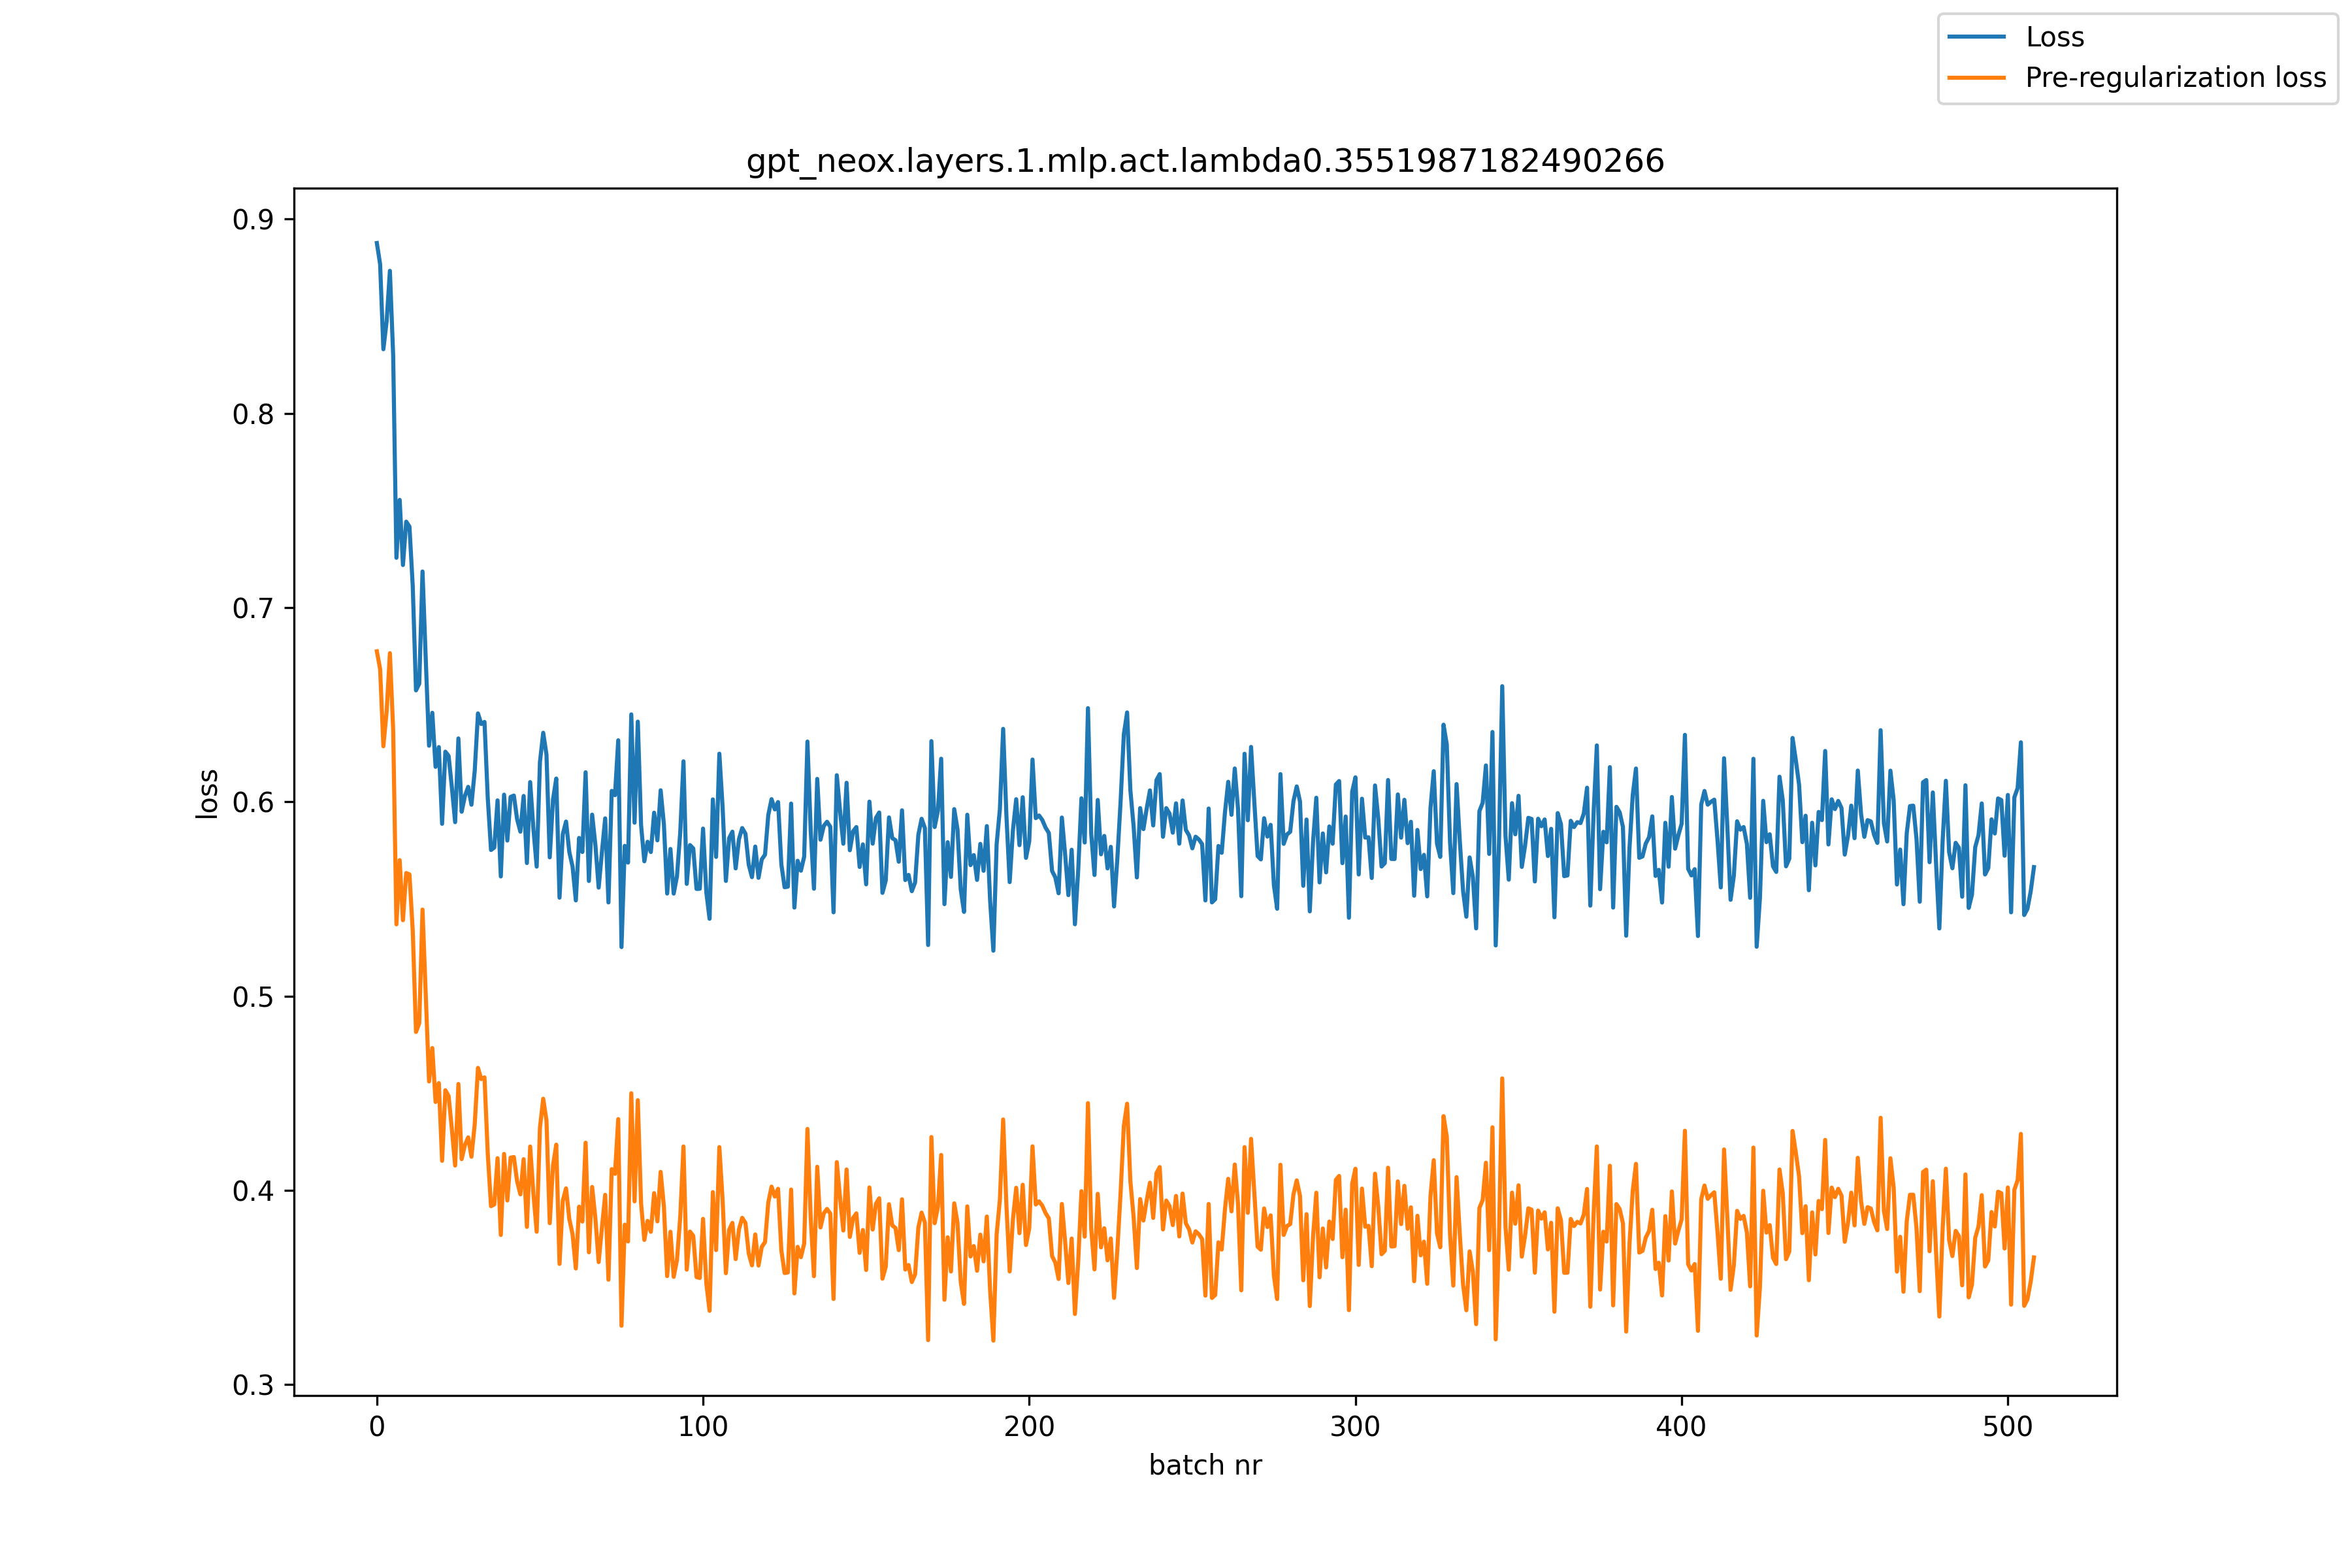 Loss
Pre-regularization loss
gpt_neox.layers.1.mlp.act.lambda0.3551987182490266
0.9
0.8
0.7
0.6
0.5
0.4
0.3
loss
0 100 200 300 400 500
batch nr